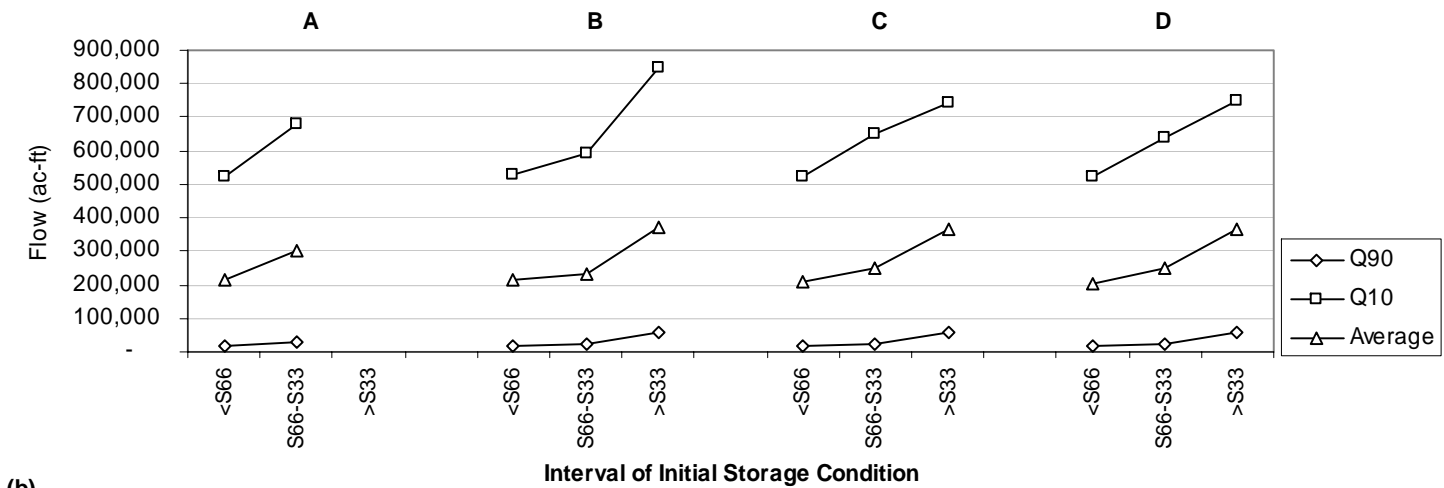 A B C D
900,000
800,000
700,000
600,000
500,000
400,000
300,000
200,000
100,000
-
Flow (ac-ft)
<S66 S66-S33 >S33 <S66 S66-S33 >S33 <S66 S66-S33 >S33 <S66 S66-S33 >S33
Interval of Initial Storage Condition
Q90
Q10
Average
(b)